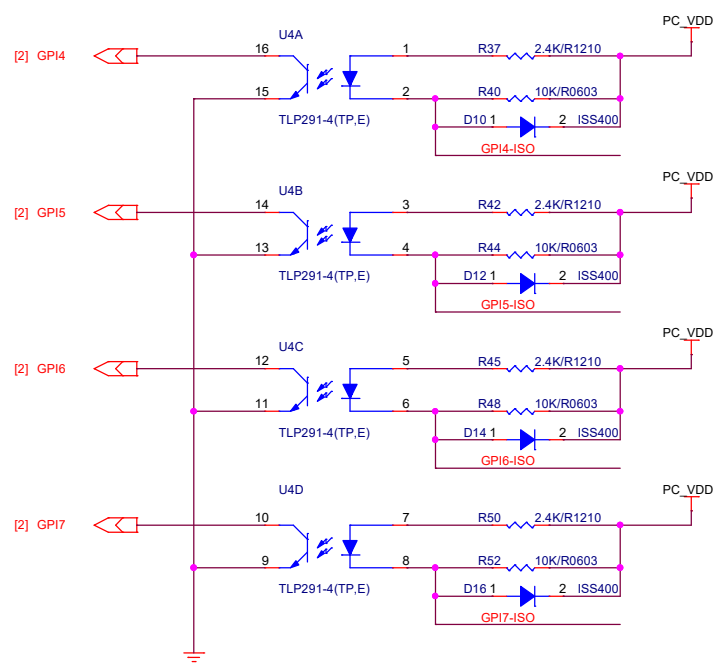 PC_VDD
U4A
[2] GPI4
16
1
R37
2.4K/R1210
15
2
R40
10K/R0603
TLP291-4(TP,E)
D10 1
2
ISS400
GPI4-ISO
PC_VDD
U4B
[2] GPI5
14
3
R42
2.4K/R1210
13
4
R44
10K/R0603
TLP291-4(TP,E)
D12 1
2
ISS400
GPI5-ISO
PC_VDD
U4C
[2] GPI6
12
5
R45
2.4K/R1210
11
6
R48
10K/R0603
TLP291-4(TP,E)
D14 1
2
ISS400
GPI6-ISO
PC_VDD
U4D
[2] GPI7
10
7
R50
2.4K/R1210
9
8
R52
10K/R0603
TLP291-4(TP,E)
D16 1
2
ISS400
GPI7-ISO